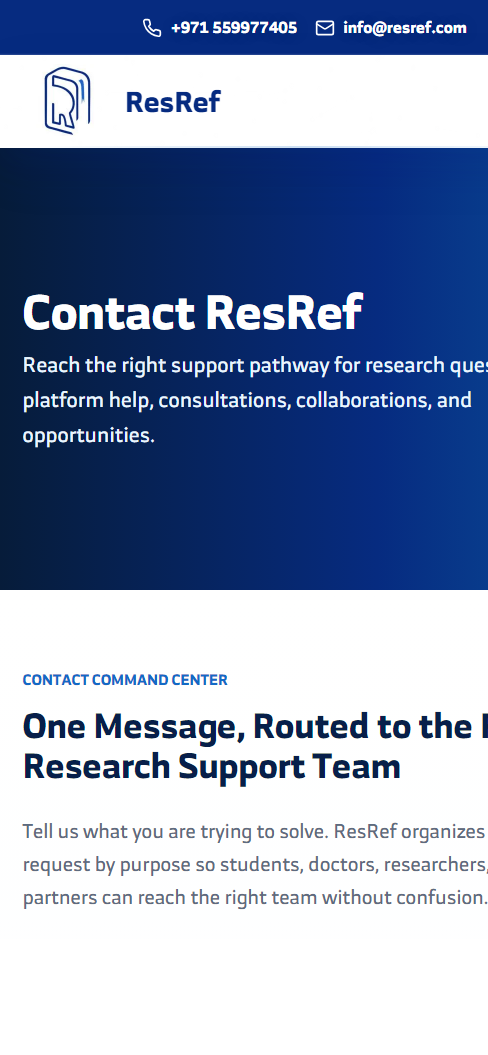 +971 559977405 info@resref.com
ResRef
Contact ResRef
Reach the right support pathway for research
platform help, consultations, collaborations, and
opportunities.
CONTACT COMMAND CENTER
One Message, Routed to the
Research Support Team
Tell us what you are trying to solve. ResRef organizes
request by purpose so students, doctors, researchers,
partners can reach the right team without confusion.